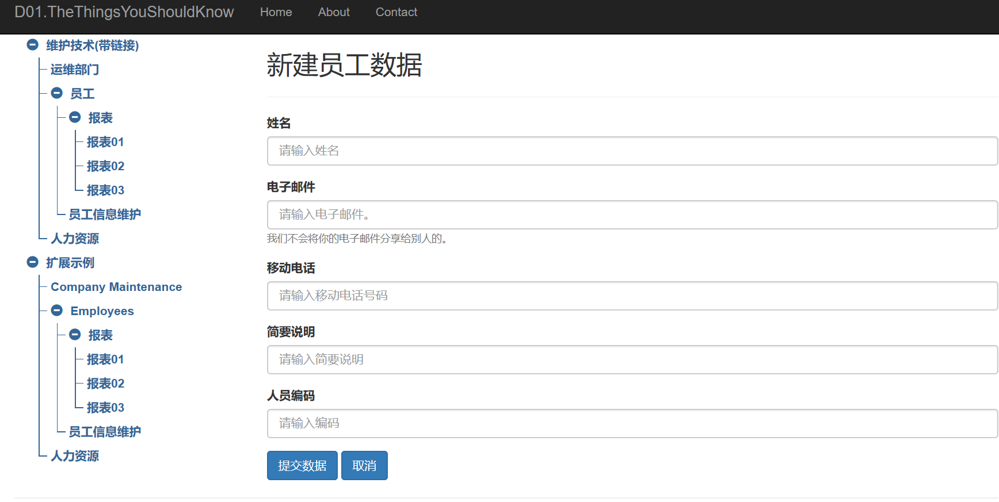 D01.TheThingsYouShouldKnow Home About Contact
维护技术(带链接)
运维部门
员工
报表
报表01
报表02
报表03
员工信息维护
人力资源
扩展示例
Company Maintenance
Employees
报表
报表01
报表02
报表03
员工信息维护
人力资源
新建员工数据
姓名
请输入姓名
电子邮件
请输入电子邮件。
我们不会将你的电子邮件分享给别人的。
移动电话
请输入移动电话号码
简要说明
请输入简要说明
人员编码
请输入编码
提交数据 取消